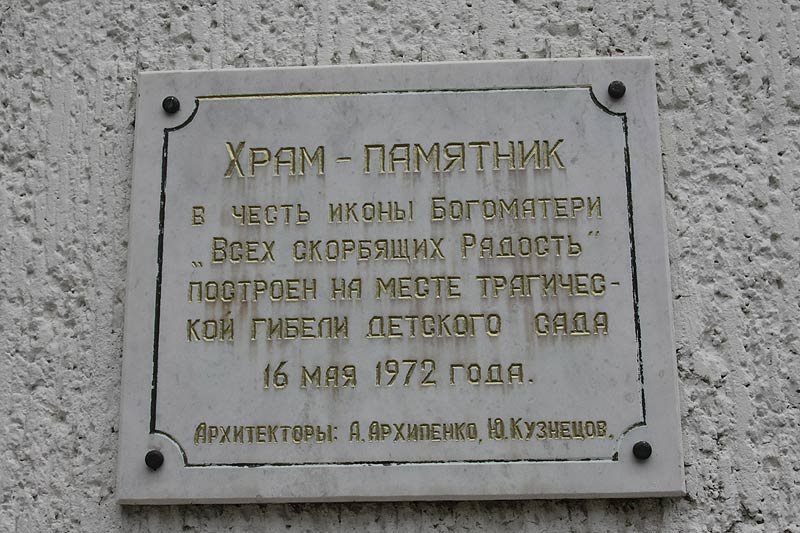 Храм - памятник
в честь иконы Богоматери
„Всех скорбящих Радость"
построен на месте трагичес-
кой гибели детского сада
16 мая 1972 года.
Архитекторы: А. Архипенко, Ю. Кузнецов.